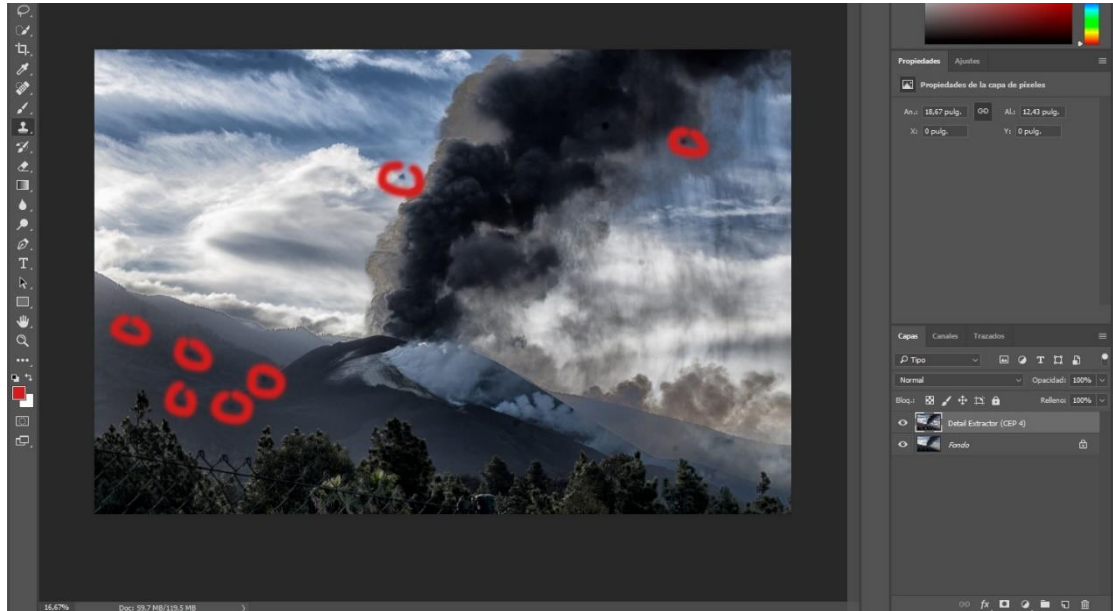 Propiedades Ajustes
Propiedades de la capa de píxeles
An.: 18,67 pulg. GO Al.: 12,43 pulg.
X: 0 pulg. Y: 0 pulg.
Capas Canales Trazados
Tipo
Normal Opacidad: 100%
Bloq.: Relleno: 100%
Detail Extractor (CEP 4)
Fondo
fx
16,67% Doc: 59.7 MB/119.5 MB